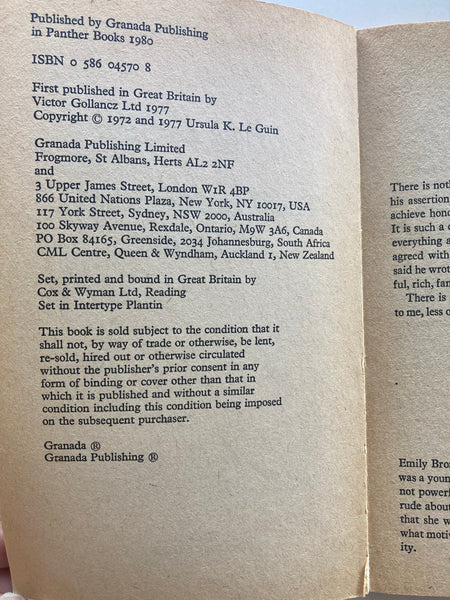 Published by Granada Publishing
in Panther Books 1980
ISBN 0 586 04570 8
First published in Great Britain by
Victor Gollancz Ltd 1977
Copyright © 1972 and 1977 Ursula K. Le Guin
Granada Publishing Limited
Frogmore, St Albans, Herts AL2 2NF
and
3 Upper James Street, London W1R 4BP
866 United Nations Plaza, New York, NY 10017, USA
117 York Street, Sydney, NSW 2000, Australia
100 Skyway Avenue, Rexdale, Ontario, M9W 3A6, Canada
PO Box 84165, Greenside, 2034 Johannesburg, South Africa
CML Centre, Queen & Wyndham, Auckland 1, New Zealand
Set, printed and bound in Great Britain by
Cox & Wyman Ltd, Reading
Set in Intertype Plantin
This book is sold subject to the condition that it
shall not, by way of trade or otherwise, be lent,
re-sold, hired out or otherwise circulated
without the publisher's prior consent in any
form of binding or cover other than that in
which it is published and without a similar
condition including this condition being imposed
on the subsequent purchaser.
Granada ®
Granada Publishing ®
There is
his assertion
achieve
It is such a
everything a
agreed with
said he wrot
ful, rich,
There is
to me, less
Emily
was a
not
rude about
that she w
what
ity.